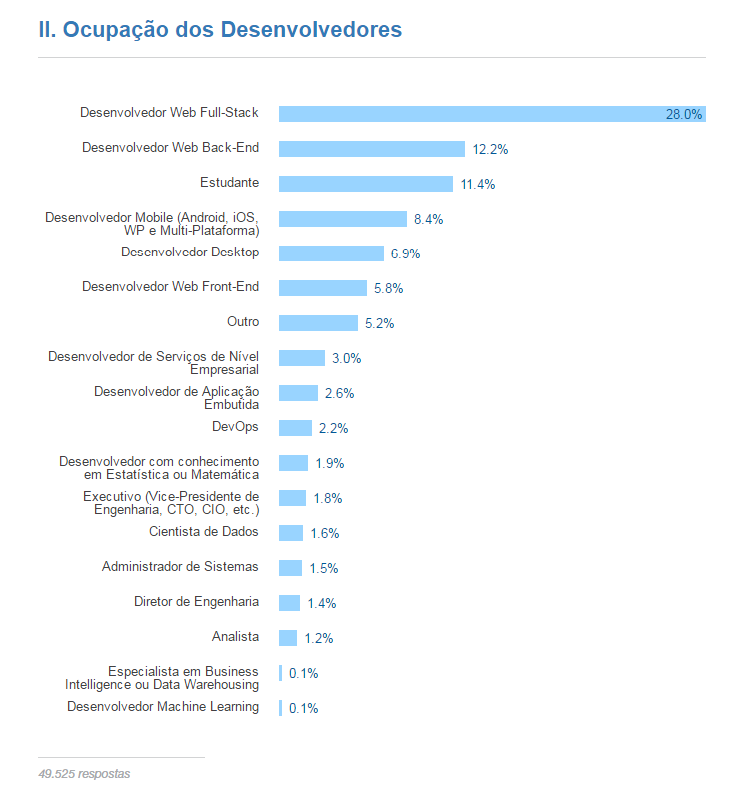 II. Ocupação dos Desenvolvedores
Desenvolvedor Web Full-Stack 28.0%
Desenvolvedor Web Back-End 12.2%
Estudante 11.4%
Desenvolvedor Mobile (Android, iOS,
WP e Multi-Plataforma) 8.4%
Desenvolvedor Desktop 6.9%
Desenvolvedor Web Front-End 5.8%
Outro 5.2%
Desenvolvedor de Serviços de Nível
Empresarial 3.0%
Desenvolvedor de Aplicação
Embutida 2.6%
DevOps 2.2%
Desenvolvedor com conhecimento
em Estatística ou Matemática 1.9%
Executivo (Vice-Presidente de
Engenharia, CTO, CIO, etc.) 1.8%
Cientista de Dados 1.6%
Administrador de Sistemas 1.5%
Diretor de Engenharia 1.4%
Analista 1.2%
Especialista em Business
Intelligence ou Data Warehousing 0.1%
Desenvolvedor Machine Learning 0.1%
49.525 respostas